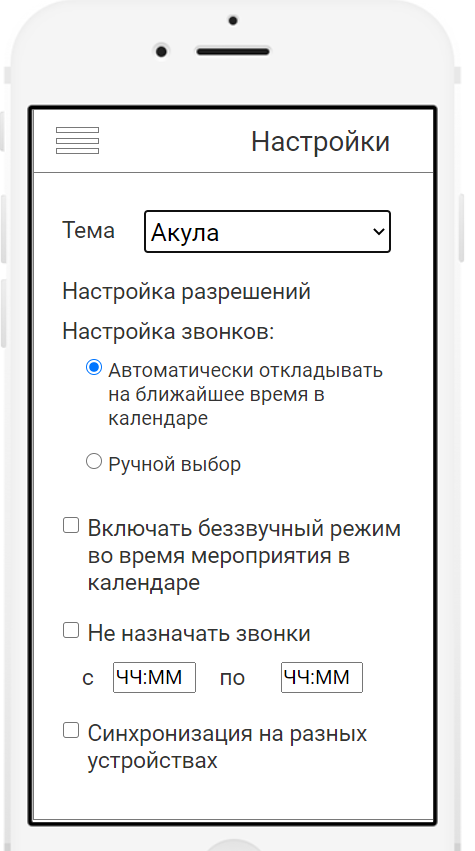 Настройки
Тема Акула
Настройка разрешений
Настройка звонков:
Автоматически откладывать
на ближайшее время в
календаре
Ручной выбор
Включать беззвучный режим
во время мероприятия в
календаре
Не назначать звонки
с ЧЧ:ММ по ЧЧ:ММ
Синхронизация на разных
устройствах